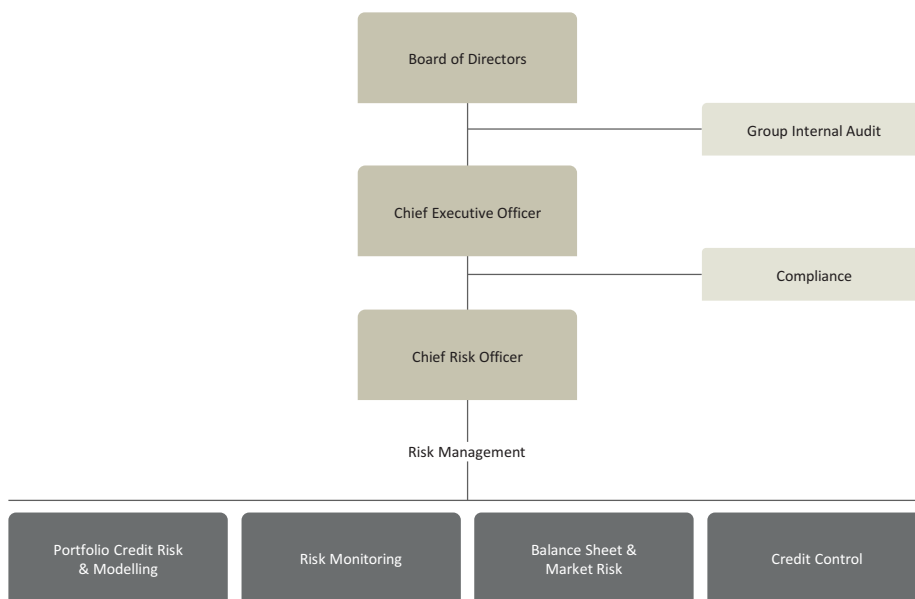 Board of Directors
Group Internal Audit
Chief Executive Officer
Compliance
Chief Risk Officer
Risk Management
Portfolio Credit Risk
& Modelling
Risk Monitoring
Balance Sheet &
Market Risk
Credit Control